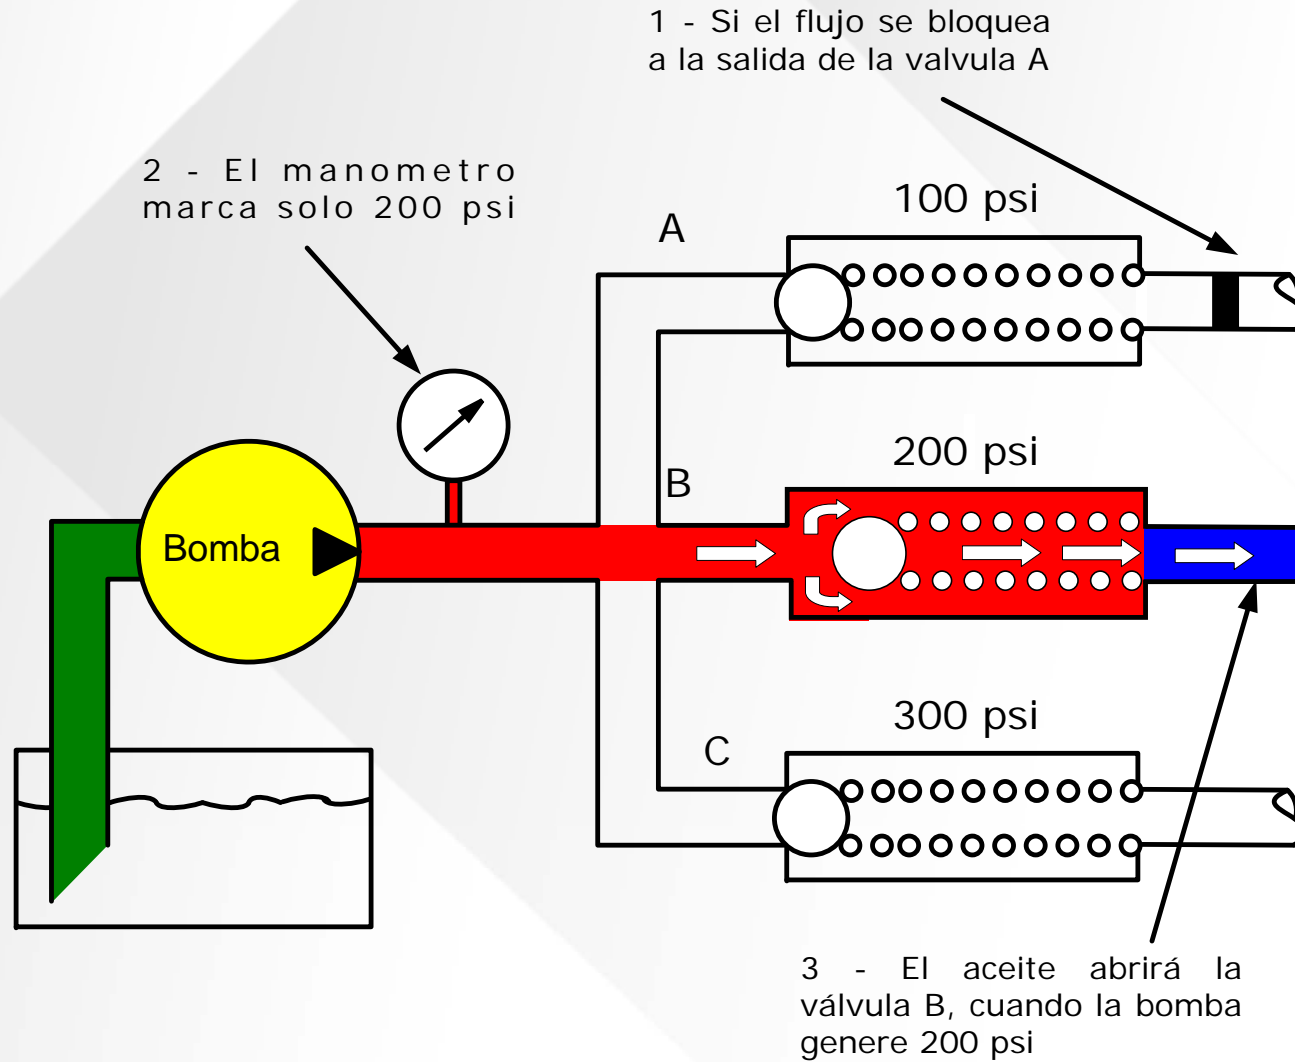 1 - Si el flujo se bloquea
a la salida de la valvula A
2 - El manometro
marca solo 200 psi
100 psi
A
200 psi
B
Bomba
300 psi
C
3 - El aceite abrirá la
válvula B, cuando la bomba
genere 200 psi